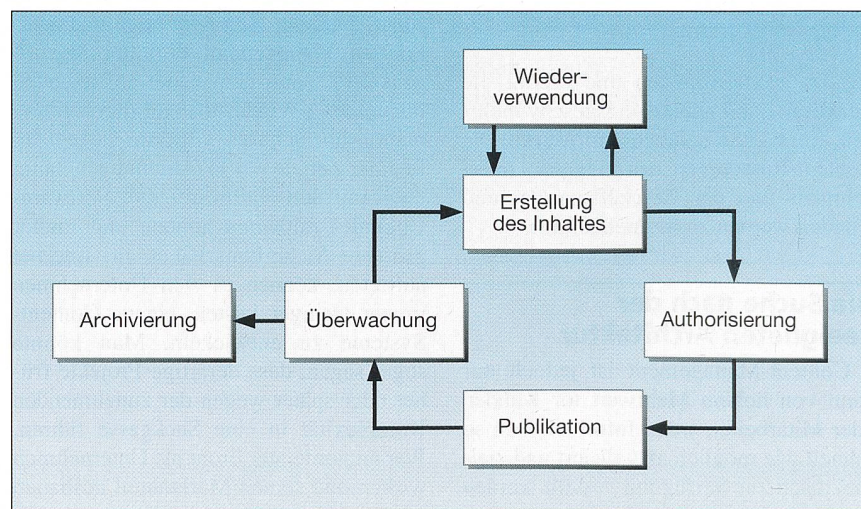 Wieder-
verwendung
Erstellung
des Inhaltes
Archivierung
Überwachung
Authorisierung
Publikation